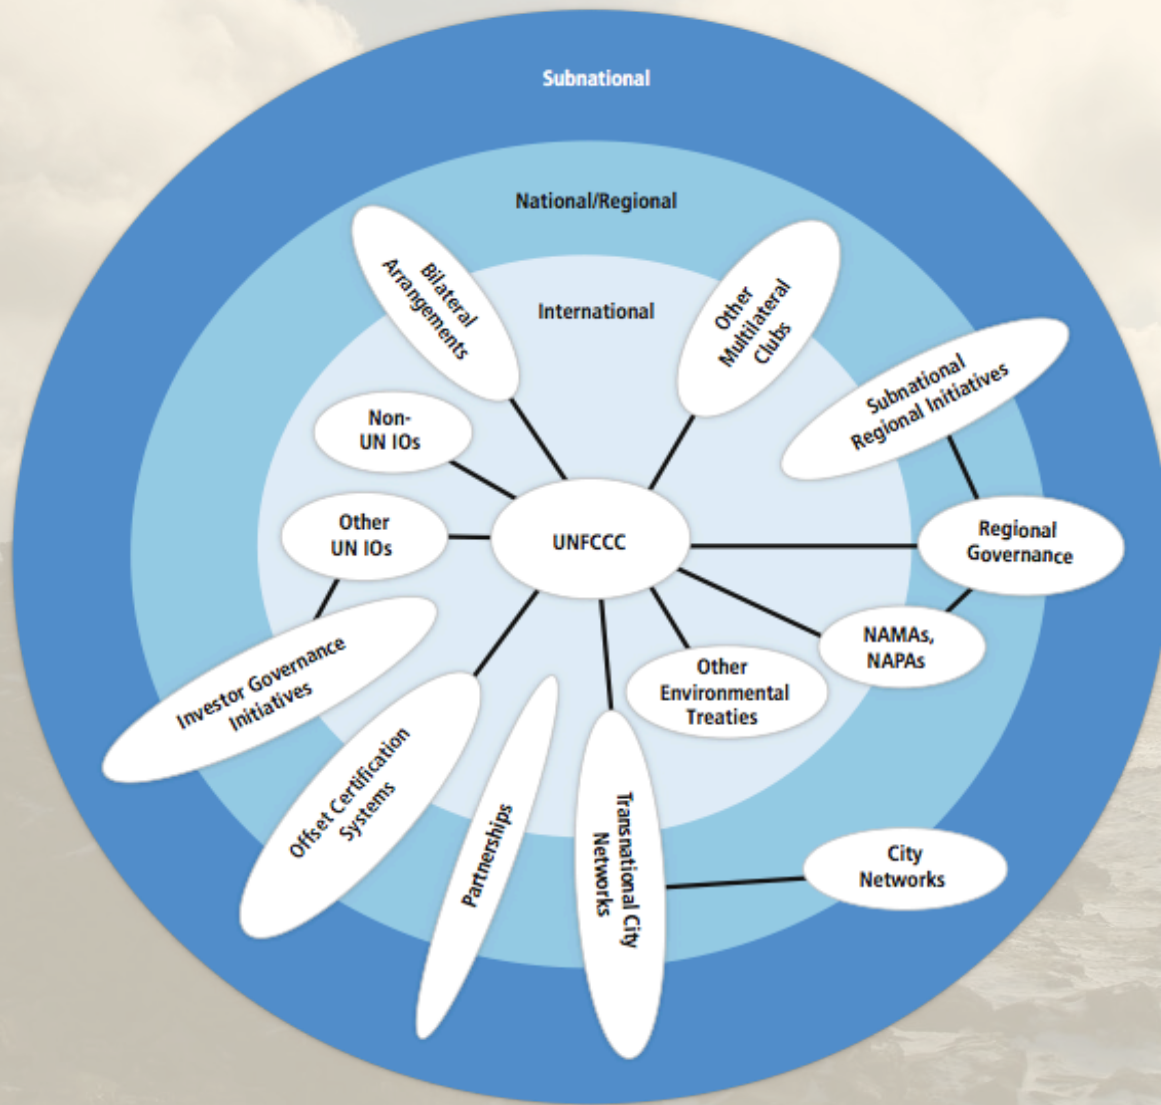 Subnational
National/Regional
International
Bilateral
Arrangements
Other
Multilateral
Clubs
Subnational
Regional Initiatives
Non-
UN IOs
Other
UN IOs
UNFCCC
Regional
Governance
NAMAs,
NAPAs
Other
Environmental
Treaties
Investor Governance
Initiatives
Offset Certification
Systems
Partnerships
Transnational City
Networks
City
Networks